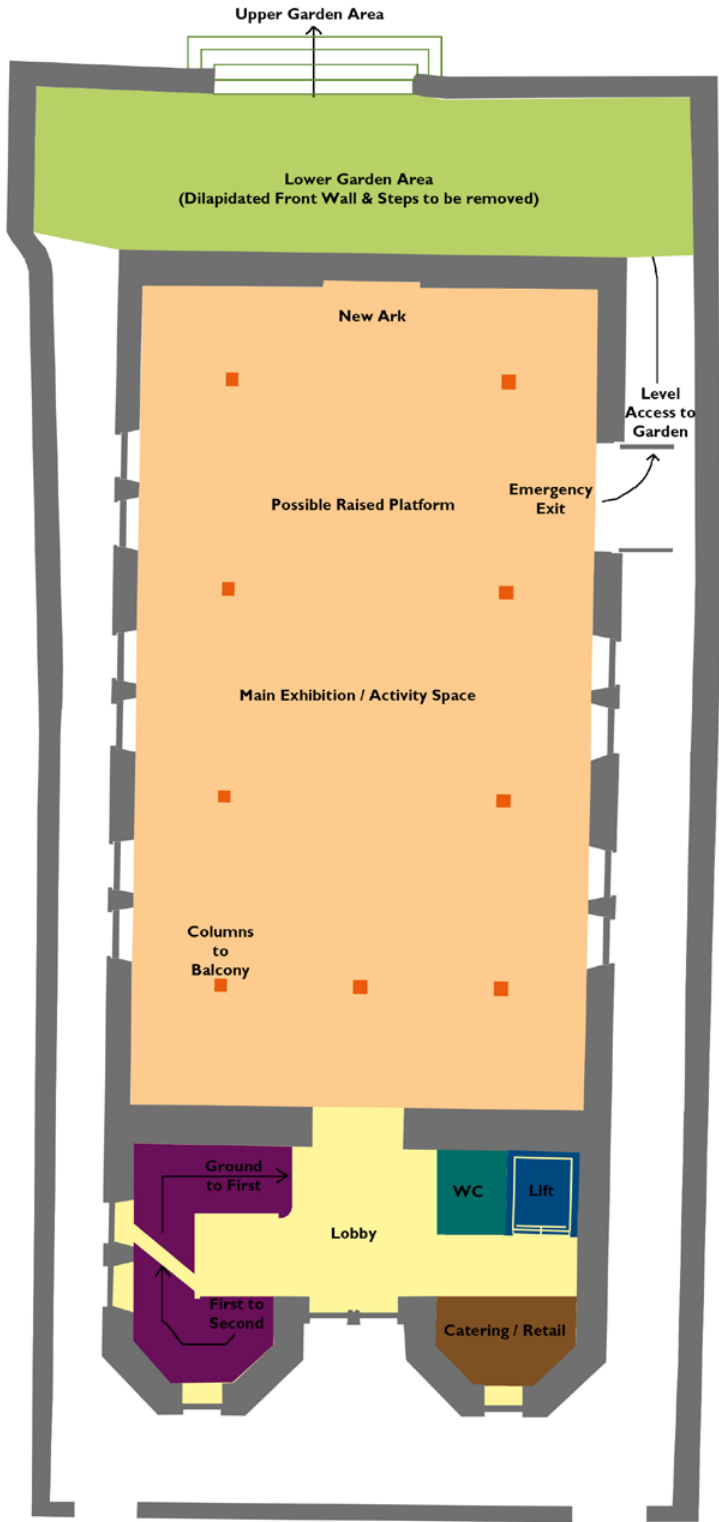 Upper Garden Area
Lower Garden Area
(Dilapidated Front Wall & Steps to be removed)
New Ark
Level
Access to
Garden
Emergency
Exit
Possible Raised Platform
Main Exhibition / Activity Space
Columns
to
Balcony
Ground
to First
WC
Lift
Lobby
First to
Second
Catering / Retail